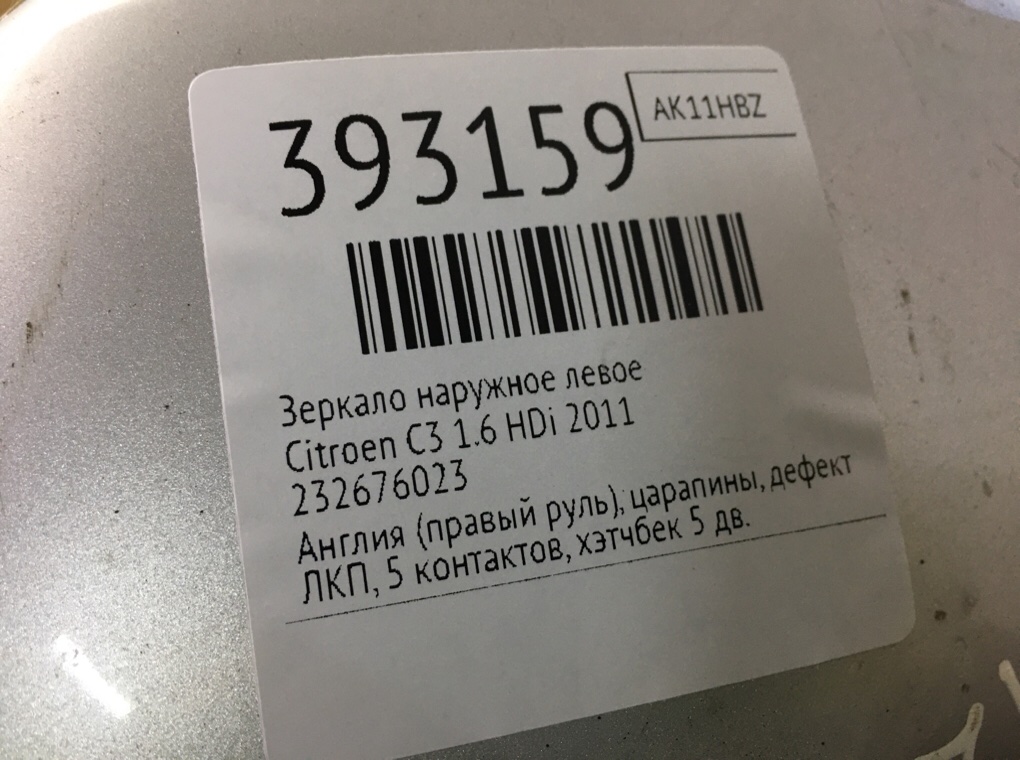 393159
AK11HBZ
Зеркало наружное левое
Citroen C3 1.6 HDi 2011
232676023
Англия (правый руль), царапины, дефект
ЛКП, 5 контактов, хэтчбек 5 дв.